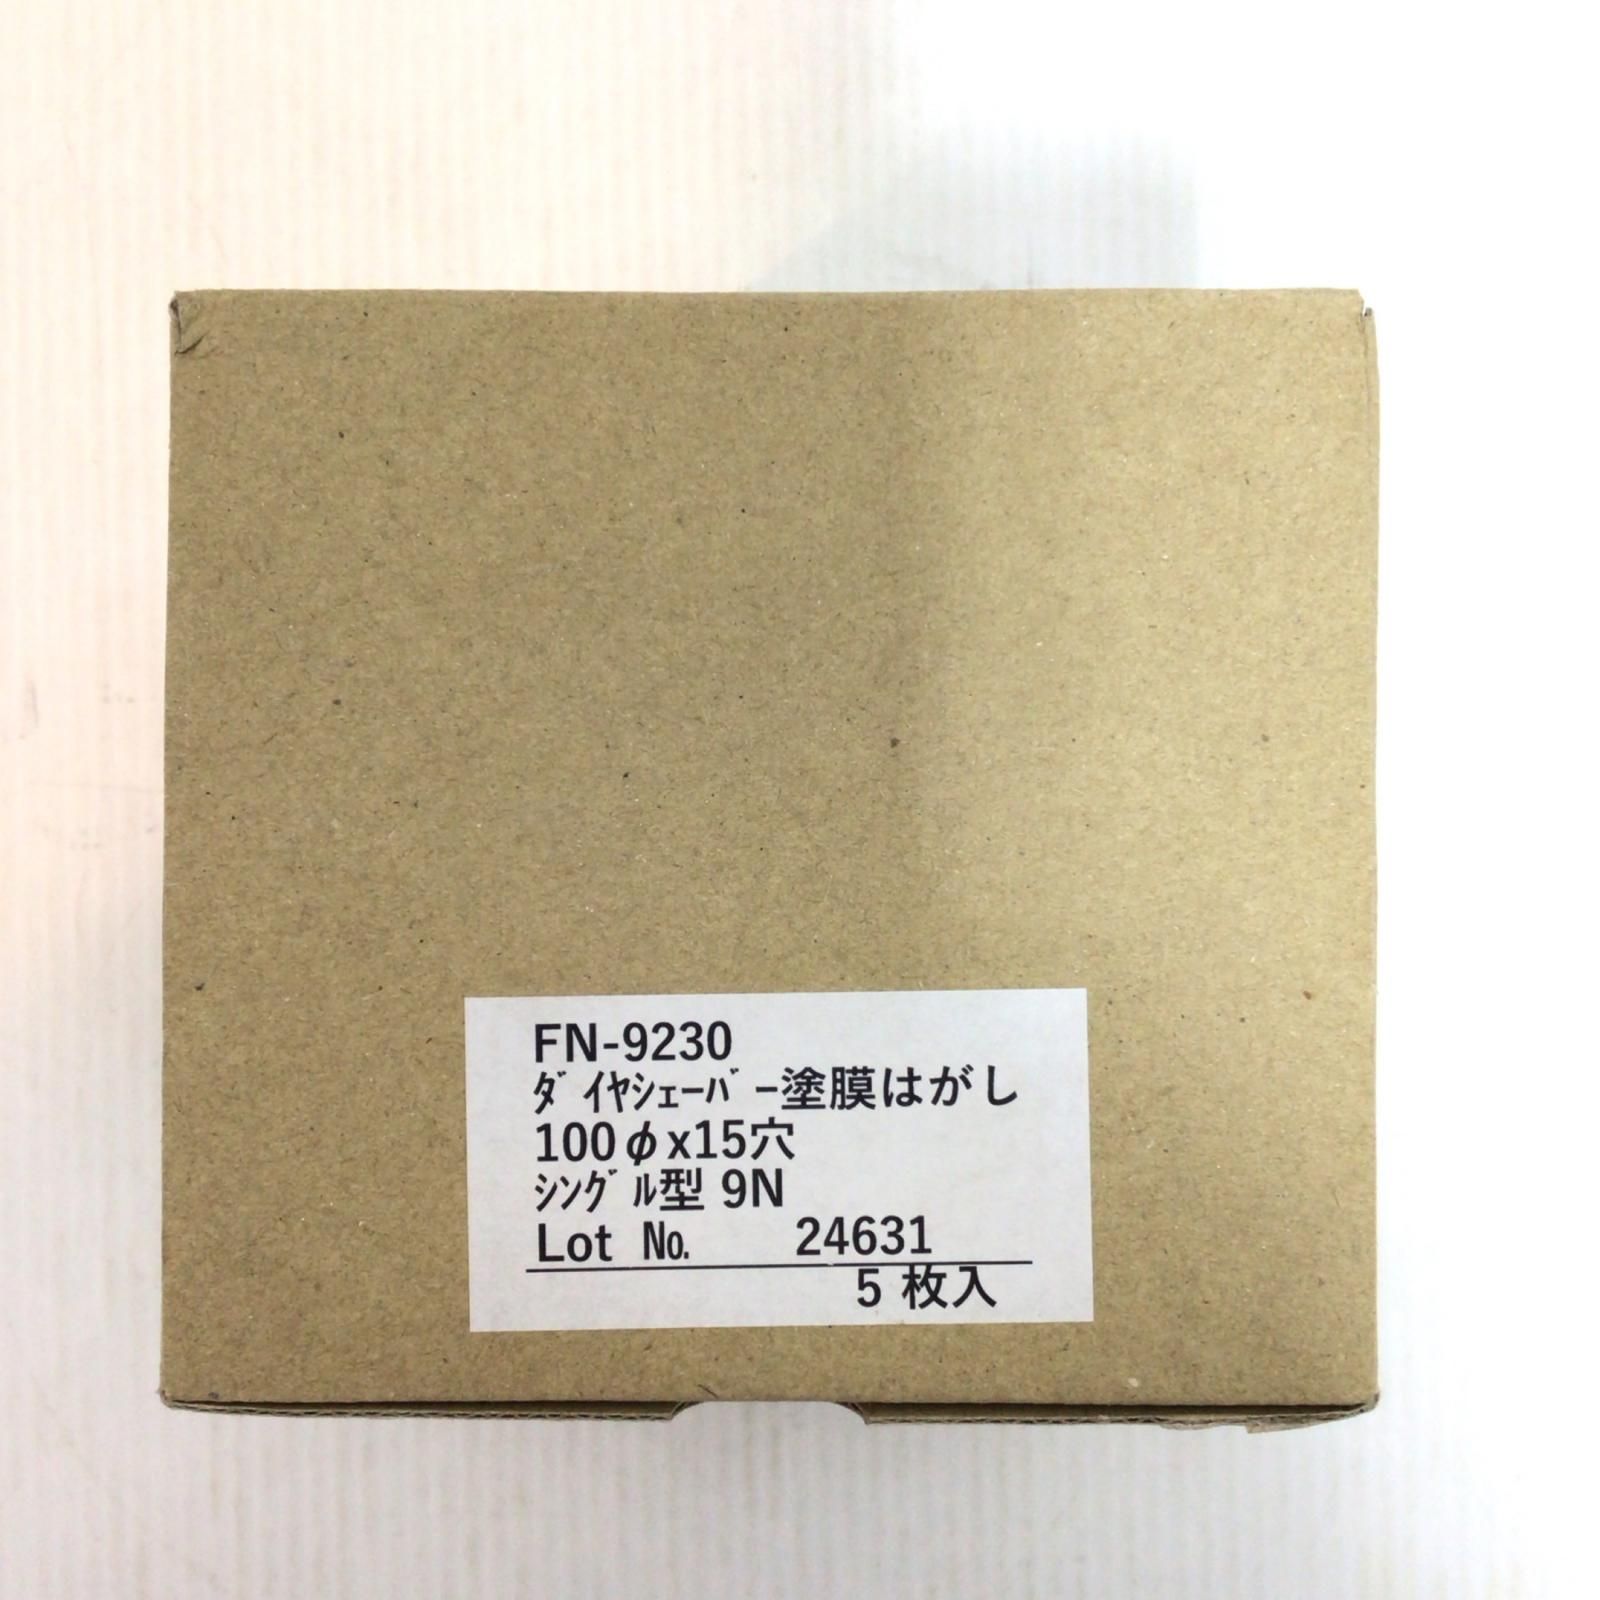 FN-9230
ﾀﾞｲﾔｼｪｰﾊﾞｰ塗膜はがし
100φx15穴
ｼﾝｸﾞﾙ型 9N
Lot №. 24631
5 枚入